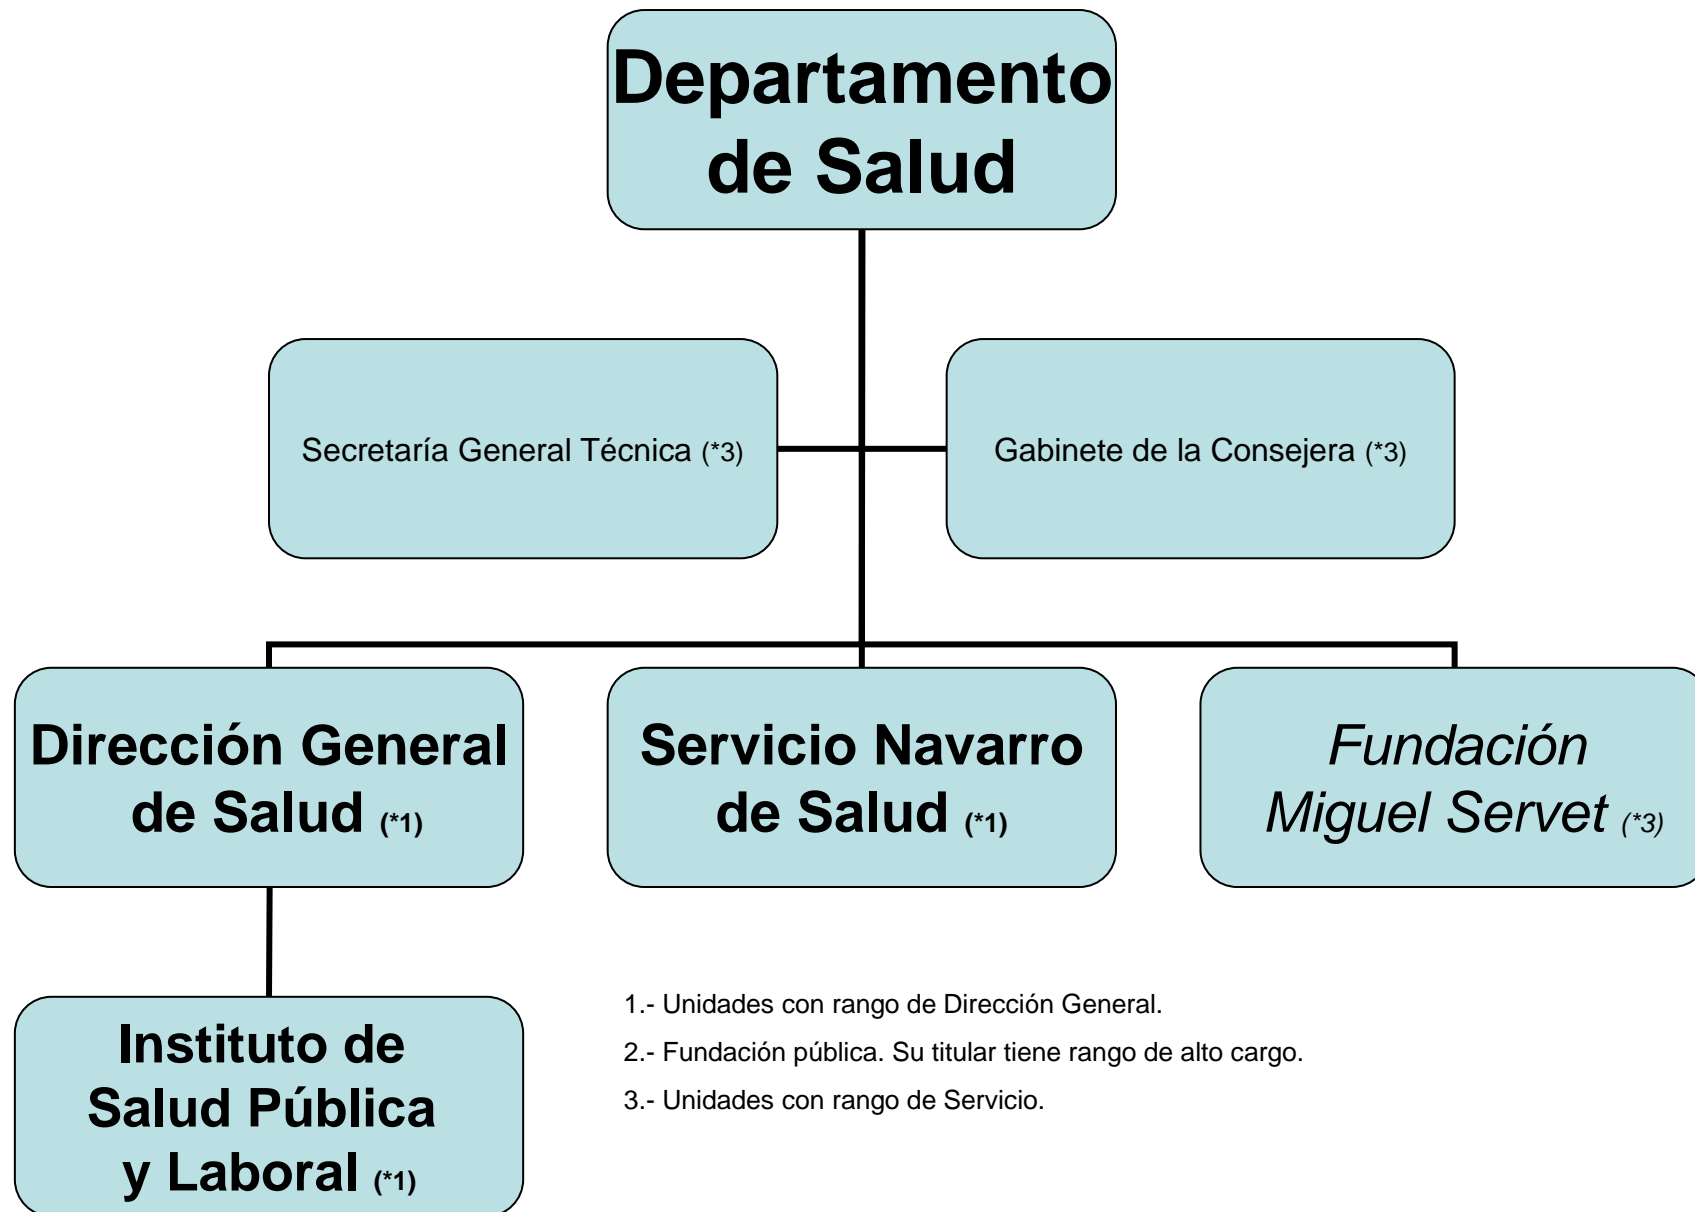 Departamento
de Salud
Secretaría General Técnica (*3)
Gabinete de la Consejera (*3)
Dirección General
de Salud (*1)
Servicio Navarro
de Salud (*1)
Fundación
Miguel Servet (*3)
Instituto de
Salud Pública
y Laboral (*1)
1.- Unidades con rango de Dirección General.
2.- Fundación pública. Su titular tiene rango de alto cargo.
3.- Unidades con rango de Servicio.